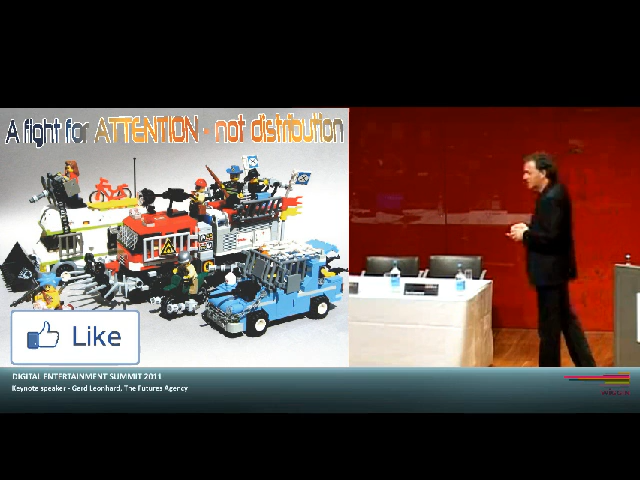 A fight for ATTENTION - not distribution
Like
DIGITAL ENTERTAINMENT SUMMIT 2011
Keynote speaker - Gerd Leonhard, The Futures Agency